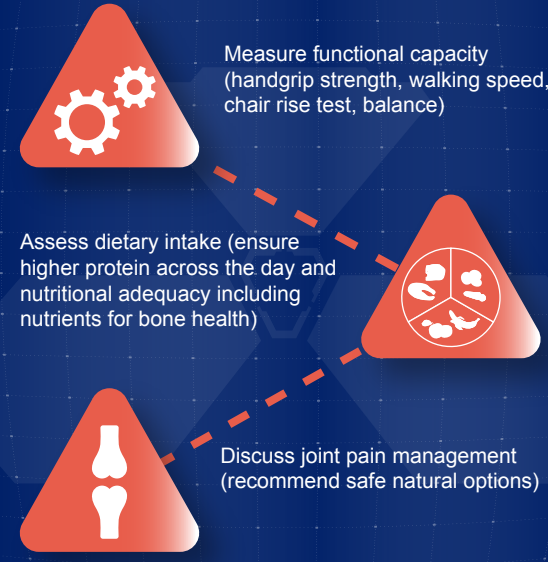 Measure functional capacity
(handgrip strength, walking speed,
chair rise test, balance)
Assess dietary intake (ensure
higher protein across the day and
nutritional adequacy including
nutrients for bone health)
Discuss joint pain management
(recommend safe natural options)